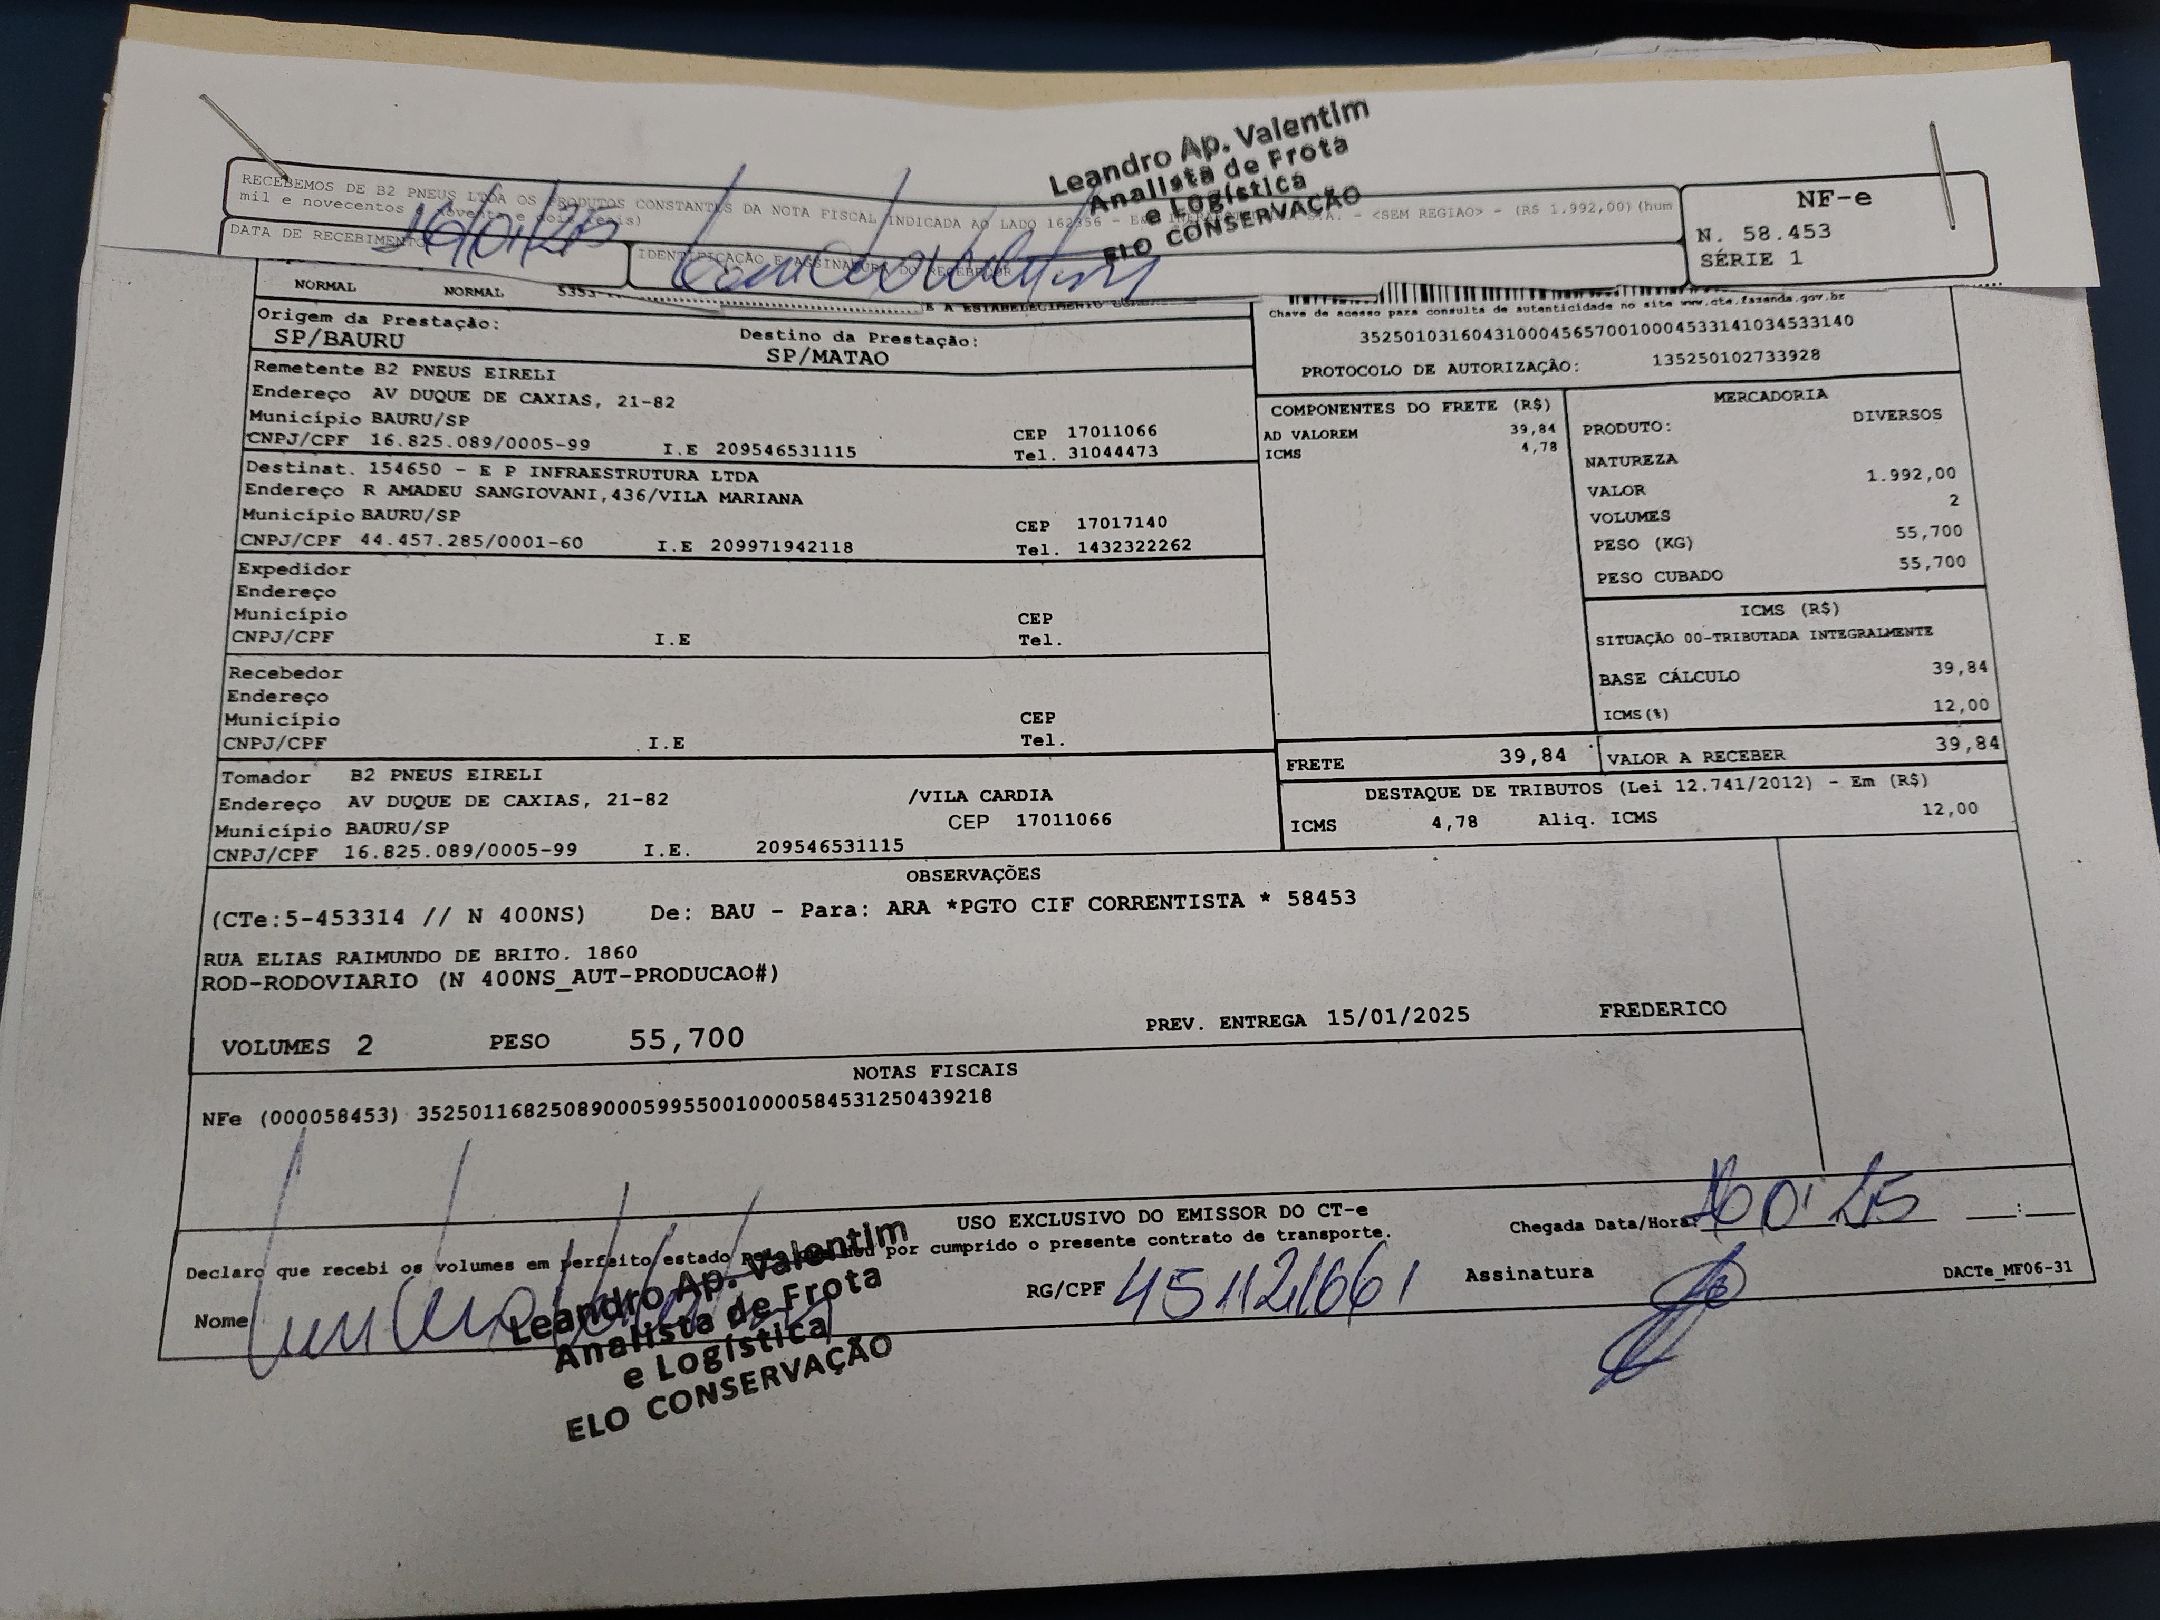 Leandro Ap. Valentim
Analista de Frota
e Logística
ELO CONSERVAÇÃO
RECEBEMOS DE B2 PNEUS LTDA OS PRODUTOS CONSTANTES DA NOTA FISCAL INDICADA AO LADO - <SEM REGIAO> - (R$ 1.992,00) (hum
mil e novecentos
NF-e
N. 58.453
SÉRIE 1
DATA DE RECEBIMENTO 16/01/25
IDENTIFICAÇÃO E ASSINATURA DO RECEBEDOR
NORMAL NORMAL
Chave de acesso para consulta de autenticidade no site www.cte.fazenda.gov.br
35250103160431000456570010004533141034533140
PROTOCOLO DE AUTORIZAÇÃO: 135250102733928
Origem da Prestação:
SP/BAURU
Destino da Prestação:
SP/MATAO
Remetente B2 PNEUS EIRELI
Endereço AV DUQUE DE CAXIAS, 21-82
Município BAURU/SP CEP 17011066
CNPJ/CPF 16.825.089/0005-99 I.E 209546531115 Tel. 31044473
Destinat. 154650 - E P INFRAESTRUTURA LTDA
Endereço R AMADEU SANGIOVANI,436/VILA MARIANA
Município BAURU/SP CEP 17017140
CNPJ/CPF 44.457.285/0001-60 I.E 209971942118 Tel. 1432322262
Expedidor
Endereço
Município CEP
CNPJ/CPF I.E Tel.
Recebedor
Endereço
Município CEP
CNPJ/CPF I.E Tel.
Tomador B2 PNEUS EIRELI
Endereço AV DUQUE DE CAXIAS, 21-82 /VILA CARDIA
Município BAURU/SP CEP 17011066
CNPJ/CPF 16.825.089/0005-99 I.E. 209546531115
COMPONENTES DO FRETE (R$)
AD VALOREM 39,84
ICMS 4,78
MERCADORIA
PRODUTO: DIVERSOS
NATUREZA
VALOR 1.992,00
VOLUMES 2
PESO (KG) 55,700
PESO CUBADO 55,700
ICMS (R$)
SITUAÇÃO 00-TRIBUTADA INTEGRALMENTE
BASE CÁLCULO 39,84
ICMS(%) 12,00
FRETE 39,84
VALOR A RECEBER 39,84
DESTAQUE DE TRIBUTOS (Lei 12.741/2012) - Em (R$)
ICMS 4,78 Aliq. ICMS 12,00
OBSERVAÇÕES
(CTe:5-453314 // N 400NS) De: BAU - Para: ARA *PGTO CIF CORRENTISTA * 58453
RUA ELIAS RAIMUNDO DE BRITO. 1860
ROD-RODOVIARIO (N 400NS_AUT-PRODUCAO#)
VOLUMES 2 PESO 55,700 PREV. ENTREGA 15/01/2025 FREDERICO
NOTAS FISCAIS
NFe (000058453) 35250116825089000599550010000584531250439218
USO EXCLUSIVO DO EMISSOR DO CT-e
Declaro que recebi os volumes em perfeito estado por cumprido o presente contrato de transporte.
Chegada Data/Hora: :
Nome
RG/CPF 451121661
Assinatura
DACTe_MF06-31
Leandro Ap. Valentim
Analista de Frota
e Logística
ELO CONSERVAÇÃO